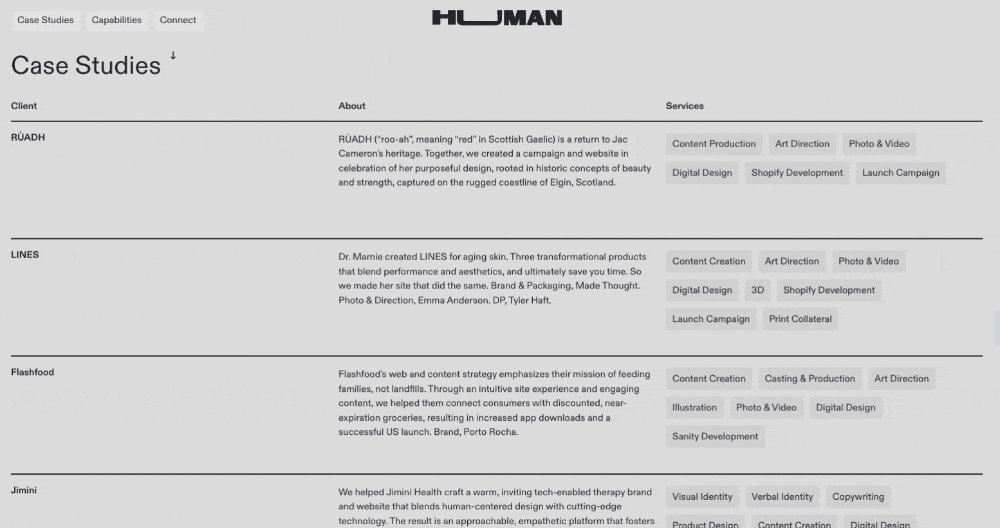 Case Studies Capabilities Connect
HUMAN
Case Studies ↓
Client About Services
RÙADH
RÙADH (“roo-ah”, meaning “red” in Scottish Gaelic) is a return to Jac
Cameron's heritage. Together, we created a campaign and website in
celebration of her purposeful design, rooted in historic concepts of beauty
and strength, captured on the rugged coastline of Elgin, Scotland.
Content Production Art Direction Photo & Video
Digital Design Shopify Development Launch Campaign
LINES
Dr. Marnie created LINES for aging skin. Three transformational products
that blend performance and aesthetics, and ultimately save you time. So
we made her site that did the same. Brand & Packaging, Made Thought.
Photo & Direction, Emma Anderson. DP, Tyler Haft.
Content Creation Art Direction Photo & Video
Digital Design 3D Shopify Development
Launch Campaign Print Collateral
Flashfood
Flashfood's web and content strategy emphasizes their mission of feeding
families, not landfills. Through an intuitive site experience and engaging
content, we helped them connect consumers with discounted, near-
expiration groceries, resulting in increased app downloads and a
successful US launch. Brand, Porto Rocha.
Content Creation Casting & Production Art Direction
Illustration Photo & Video Digital Design
Sanity Development
Jimini
We helped Jimini Health craft a warm, inviting tech-enabled therapy brand
and website that blends human-centered design with cutting-edge
technology. The result is an approachable, empathetic platform that fosters
Visual Identity Verbal Identity Copywriting
Product Design Content Creation Digital Design